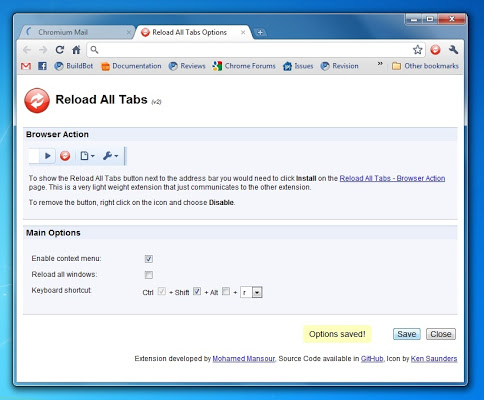 Chromium Mail
Reload All Tabs Options
BuildBot
Documentation
Reviews
Chrome Forums
Issues
Revision
»
Other bookmarks
Reload All Tabs (v2)
Browser Action
To show the Reload All Tabs button next to the address bar you would need to click Install on the Reload All Tabs - Browser Action
page. This is a very light weight extension that just communicates to the other extension.
To remove the button, right click on the icon and choose Disable.
Main Options
Enable context menu:
Reload all windows:
Keyboard shortcut:
Ctrl + Shift + Alt + r
Options saved!
Save
Close
Extension developed by Mohamed Mansour, Source Code available in GitHub, Icon by Ken Saunders